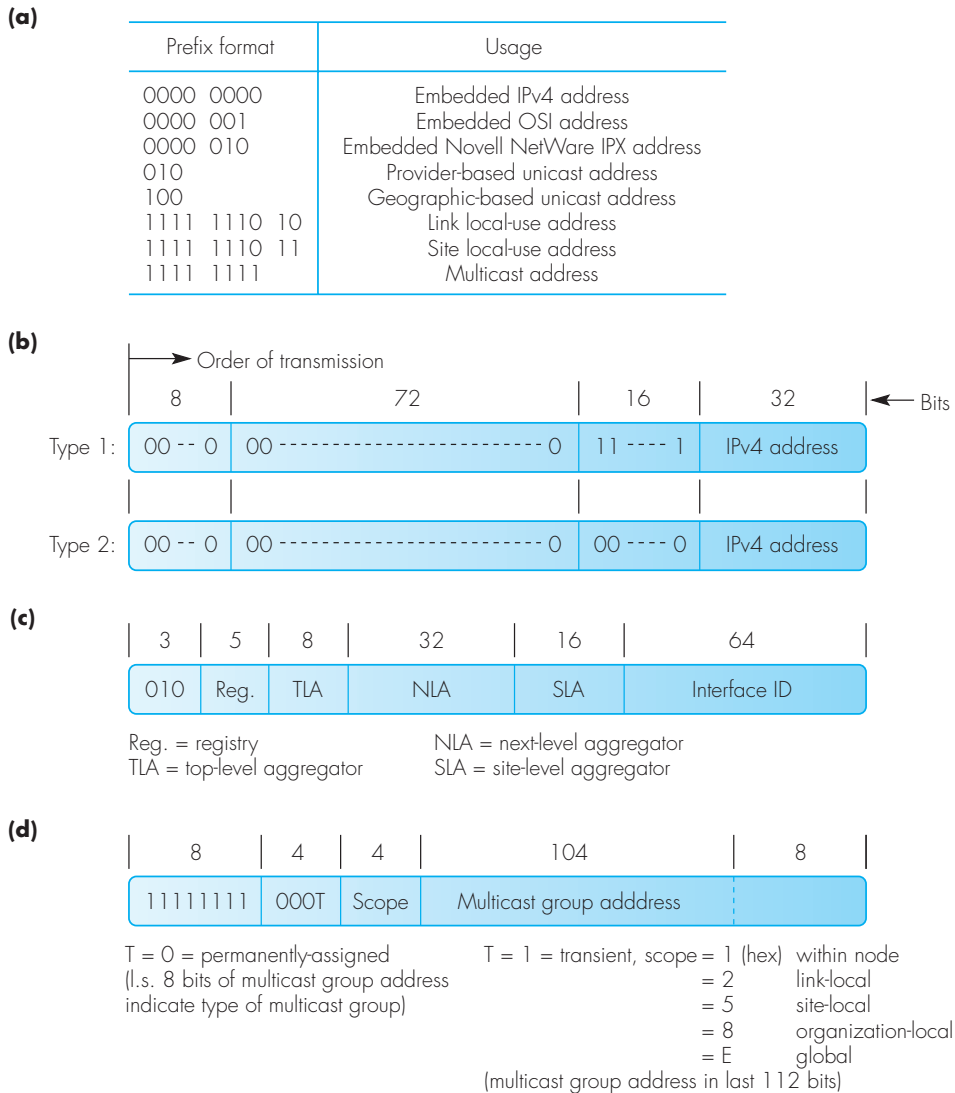 (a)
Prefix format Usage
0000 0000 Embedded IPv4 address
0000 001 Embedded OSI address
0000 010 Embedded Novell NetWare IPX address
010 Provider-based unicast address
100 Geographic-based unicast address
1111 1110 10 Link local-use address
1111 1110 11 Site local-use address
1111 1111 Multicast address
(b)
Order of transmission
8 72 16 32 Bits
Type 1: 00 -- 0 00 ------------------------------- 0 11 ---- 1 IPv4 address
Type 2: 00 -- 0 00 ------------------------------- 0 00 ---- 0 IPv4 address
(c)
3 5 8 32 16 64
010 Reg. TLA NLA SLA Interface ID
Reg. = registry NLA = next-level aggregator
TLA = top-level aggregator SLA = site-level aggregator
(d)
8 4 4 104 8
11111111 000T Scope Multicast group adddress
T = 0 = permanently-assigned T = 1 = transient, scope = 1 (hex) within node
(l.s. 8 bits of multicast group address = 2 link-local
indicate type of multicast group) = 5 site-local
= 8 organization-local
= E global
(multicast group address in last 112 bits)